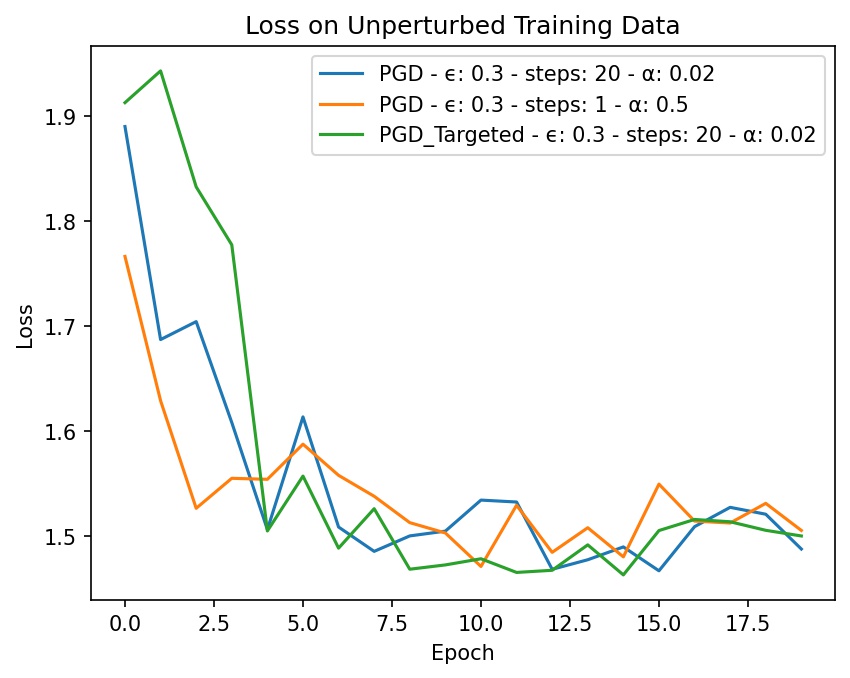 Loss on Unperturbed Training Data
PGD - ϵ: 0.3 - steps: 20 - α: 0.02
PGD - ϵ: 0.3 - steps: 1 - α: 0.5
PGD_Targeted - ϵ: 0.3 - steps: 20 - α: 0.02
1.9
1.8
1.7
1.6
1.5
Loss
0.0 2.5 5.0 7.5 10.0 12.5 15.0 17.5
Epoch